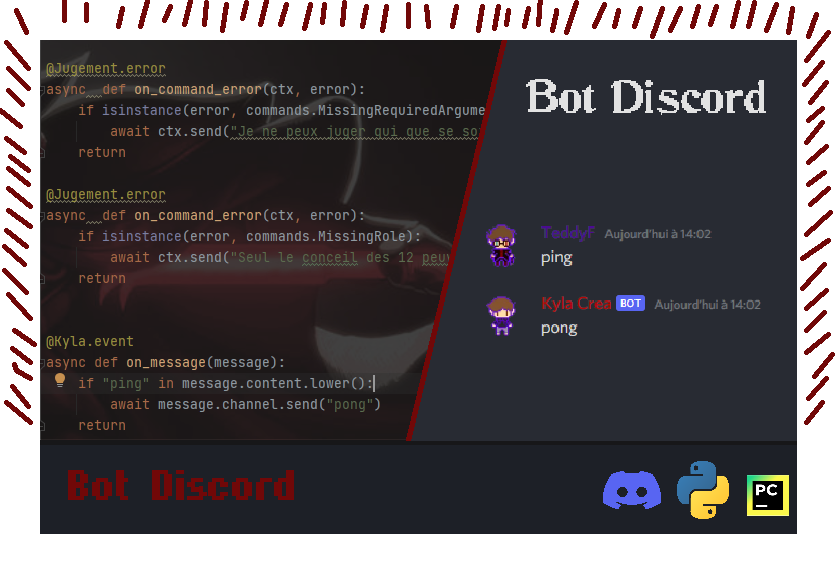 @Jugement.error
async def on_command_error(ctx, error):
if isinstance(error, commands.MissingRequiredArgume
await ctx.send("Je ne peux juger qui que se so
return
@Jugement.error
async def on_command_error(ctx, error):
if isinstance(error, commands.MissingRole):
await ctx.send("Seul le conceil des 12 peuv
return
@Kyla.event
async def on_message(message):
if "ping" in message.content.lower():
await message.channel.send("pong")
return
Bot Discord
ToddyF Aujourd'hui à 14:02
ping
Kyla Crea BOT Aujourd'hui à 14:02
pong
Bot Discord
PC